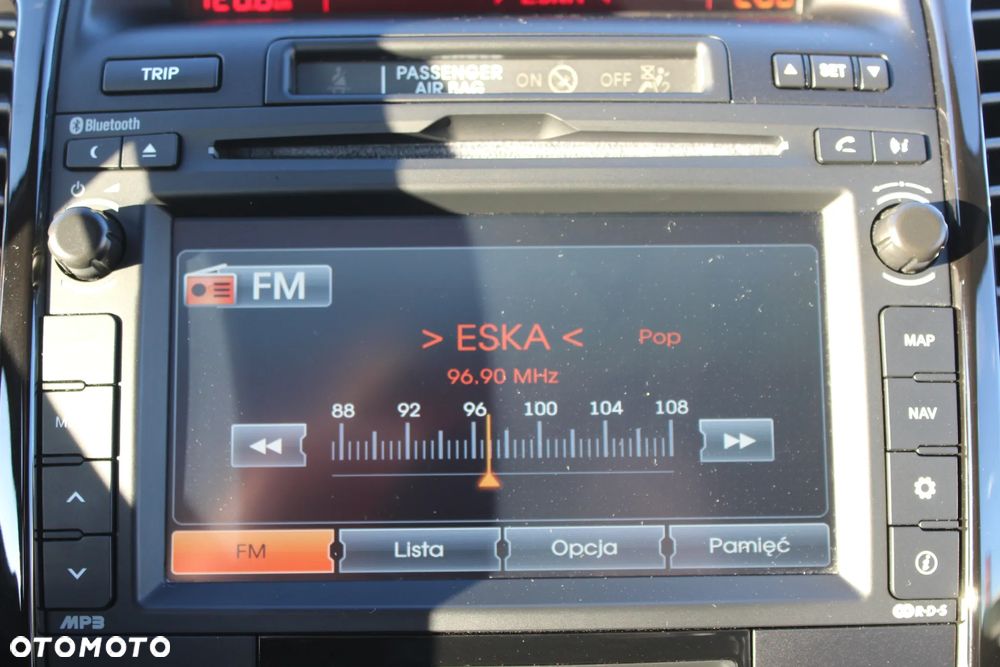 > ESKA <
TRIP
PASSENGER
AIR BAG
ON
OFF
SET
Bluetooth
FM
> ESKA <
Pop
96.90 MHz
88 92 96 100 104 108
FM
Lista
Opcja
Pamięć
MAP
NAV
MP3
R·D·S
OTOMOTO